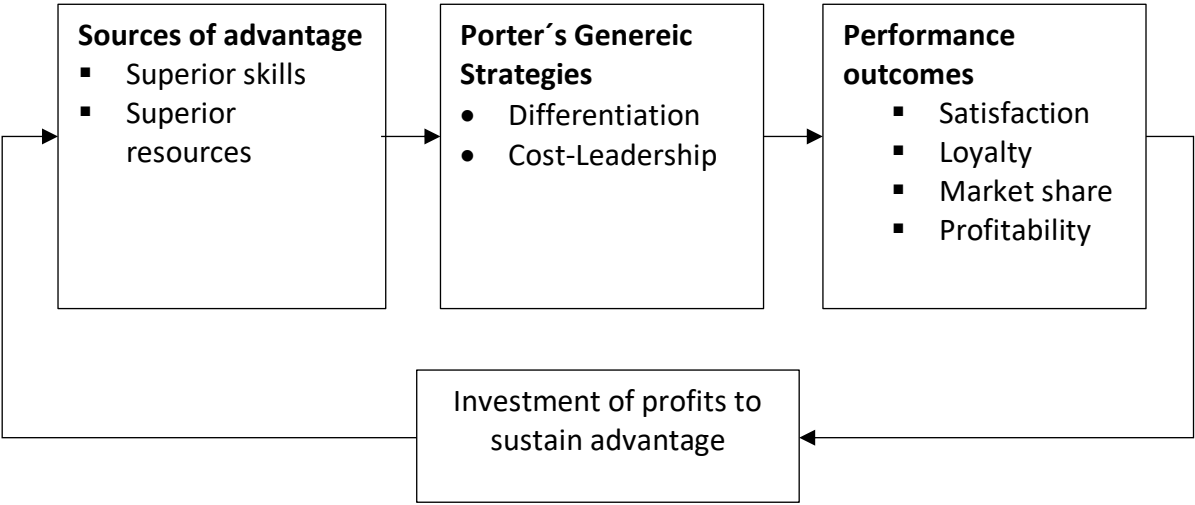 Sources of advantage
▪ Superior skills
▪ Superior
resources
Porter´s Genereic
Strategies
• Differentiation
• Cost-Leadership
Performance
outcomes
▪ Satisfaction
▪ Loyalty
▪ Market share
▪ Profitability
Investment of profits to
sustain advantage